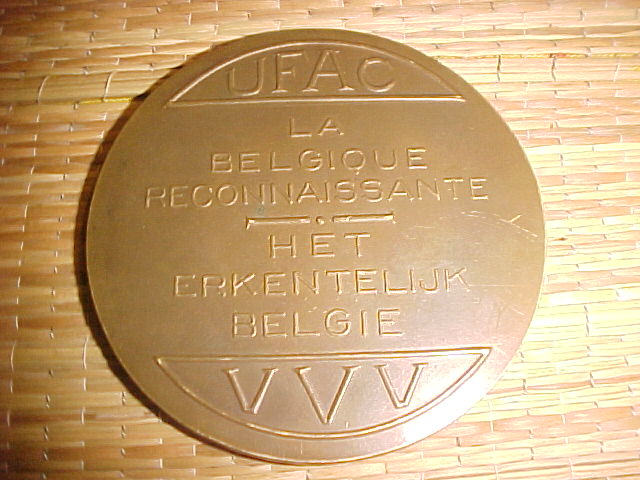 UFAC
LA
BELGIQUE
RECONNAISSANTE
HET
ERKENTELIJK
BELGIE
VVV